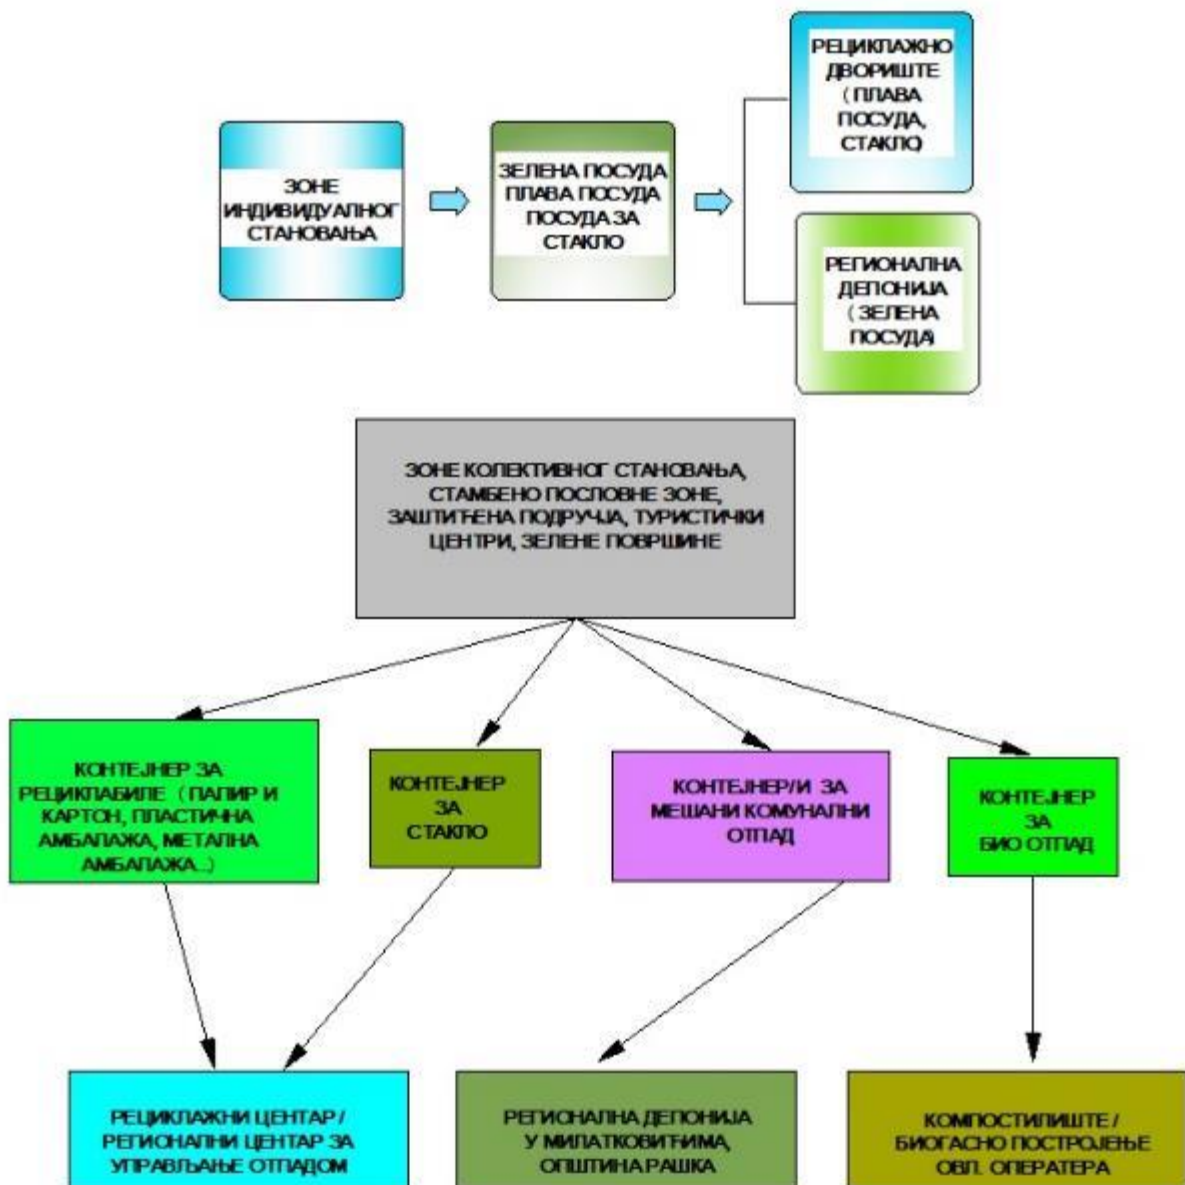 ЗОНЕ
ИНДИВИДУАЛНОГ
СТАНОВАЊА
ЗЕЛЕНА ПОСУДА
ПЛАВА ПОСУДА
ПОСУДА ЗА
СТАКЛО
РЕЦИКЛАЖНО
ДВОРИШТЕ
( ПЛАВА
ПОСУДА,
СТАКЛО)
РЕГИОНАЛНА
ДЕПОНИЈА
( ЗЕЛЕНА
ПОСУДА)
ЗОНЕ КОЛЕКТИВНОГ СТАНОВАЊА,
СТАМБЕНО ПОСЛОВНЕ ЗОНЕ,
ЗАШТИЋЕНА ПОДРУЧЈА, ТУРИСТИЧКИ
ЦЕНТРИ, ЗЕЛЕНЕ ПОВРШИНЕ
КОНТЕЈНЕР ЗА
РЕЦИКЛАБИЛЕ ( ПАПИР И
КАРТОН, ПЛАСТИЧНА
АМБАЛАЖА, МЕТАЛНА
АМБАЛАЖА...)
КОНТЕЈНЕР
ЗА
СТАКЛО
КОНТЕЈНЕР/И ЗА
МЕШАНИ КОМУНАЛНИ
ОТПАД
КОНТЕЈНЕР
ЗА
БИО ОТПАД
РЕЦИКЛАЖНИ ЦЕНТАР /
РЕГИОНАЛНИ ЦЕНТАР ЗА
УПРАВЉАЊЕ ОТПАДОМ
РЕГИОНАЛНА ДЕПОНИЈА
У МИЛАТКОВИЋИМА,
ОПШТИНА РАШКА
КОМПОСТИЛИШТЕ /
БИОГАСНО ПОСТРОЈЕЊЕ
ОВЛ. ОПЕРАТЕРА